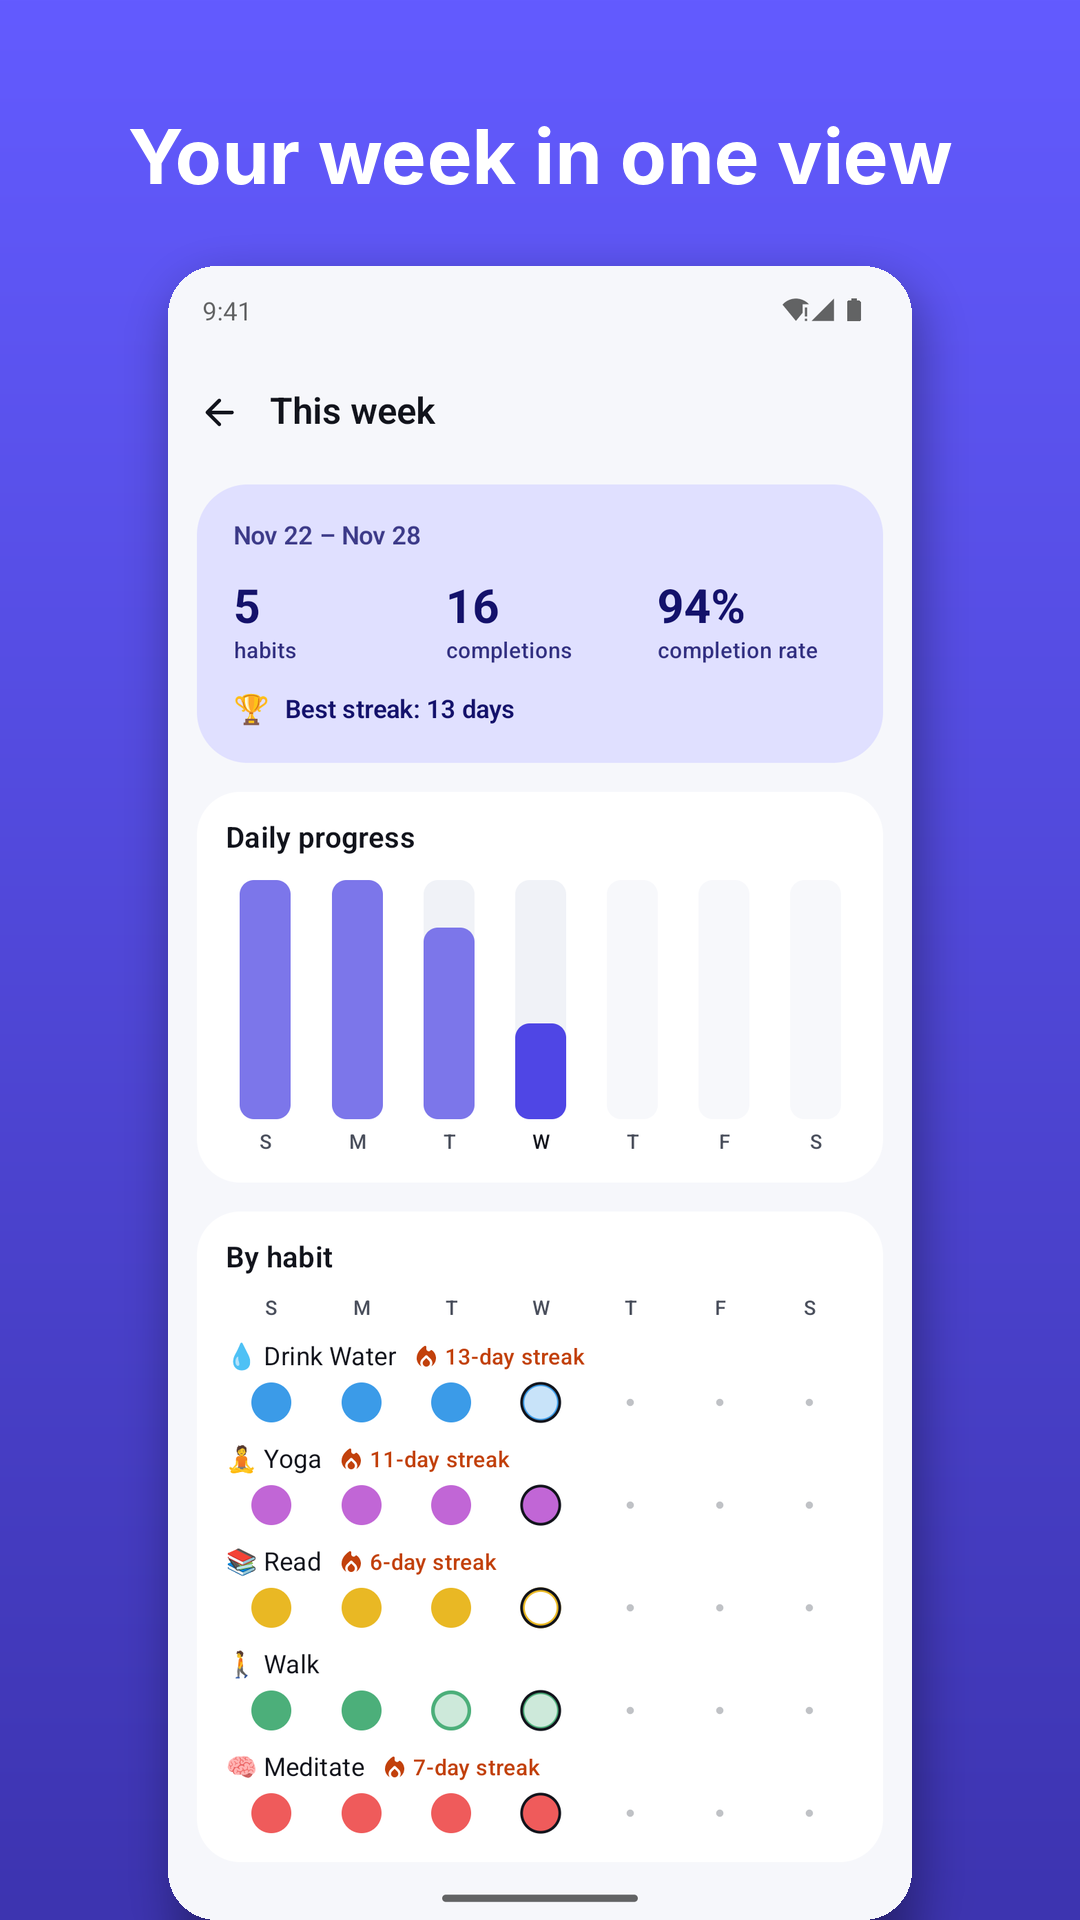 Your week in one view
9:41
This week
Nov 22 – Nov 28
5 16 94%
habits completions completion rate
🏆 Best streak: 13 days
Daily progress
S M T W T F S
By habit
S M T W T F S
💧 Drink Water 13-day streak
🧘 Yoga 11-day streak
📚 Read 6-day streak
🚶 Walk
🧠 Meditate 7-day streak